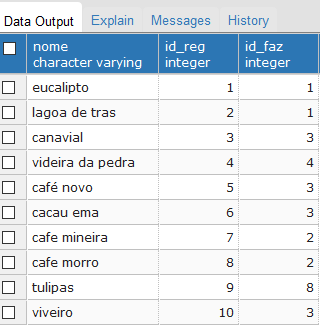 Data Output Explain Messages History
nome id_reg id_faz
character varying integer integer
eucalipto 1 1
lagoa de tras 2 1
canavial 3 3
videira da pedra 4 4
café novo 5 3
cacau ema 6 3
cafe mineira 7 2
cafe morro 8 2
tulipas 9 8
viveiro 10 3